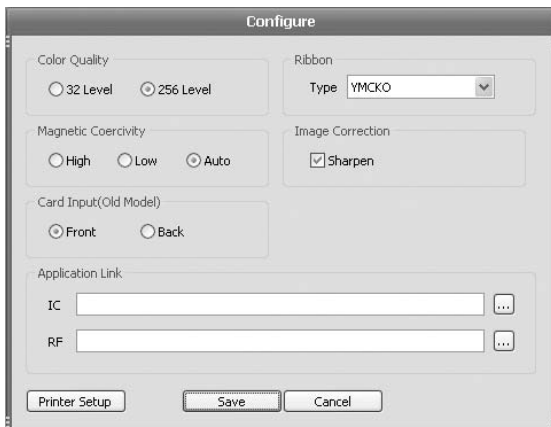 Configure
Color Quality
32 Level 256 Level
Ribbon
Type YMCKO
Magnetic Coercivity
High Low Auto
Image Correction
Sharpen
Card Input(Old Model)
Front Back
Application Link
IC ...
RF ...
Printer Setup Save Cancel